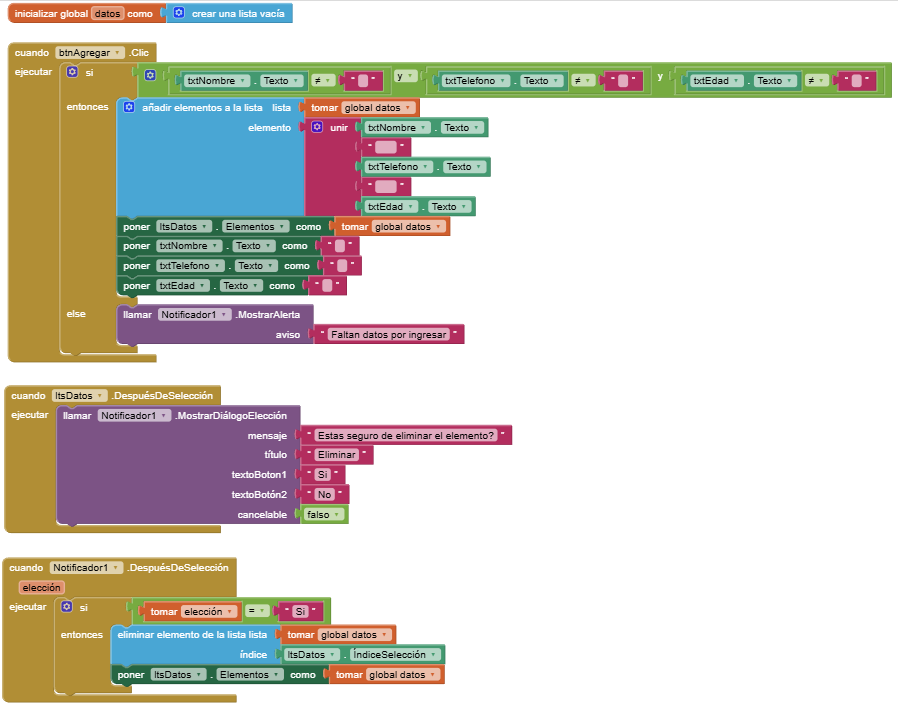 inicializar global datos como crear una lista vacía
cuando btnAgregar .Clic
ejecutar si txtNombre . Texto ≠ " " y txtTelefono . Texto ≠ " " y txtEdad . Texto ≠ " "
entonces añadir elementos a la lista lista tomar global datos
elemento unir txtNombre . Texto
" "
txtTelefono . Texto
" "
txtEdad . Texto
poner ltsDatos . Elementos como tomar global datos
poner txtNombre . Texto como " "
poner txtTelefono . Texto como " "
poner txtEdad . Texto como " "
else llamar Notificador1 .MostrarAlerta
aviso " Faltan datos por ingresar "
cuando ltsDatos .DespuésDeSelección
ejecutar llamar Notificador1 .MostrarDiálogoElección
mensaje " Estas seguro de eliminar el elemento? "
título " Eliminar "
textoBoton1 " Si "
textoBotón2 " No "
cancelable falso
cuando Notificador1 .DespuésDeSelección
elección
ejecutar si tomar elección = " Si "
entonces eliminar elemento de la lista lista tomar global datos
índice ltsDatos . ÍndiceSelección
poner ltsDatos . Elementos como tomar global datos